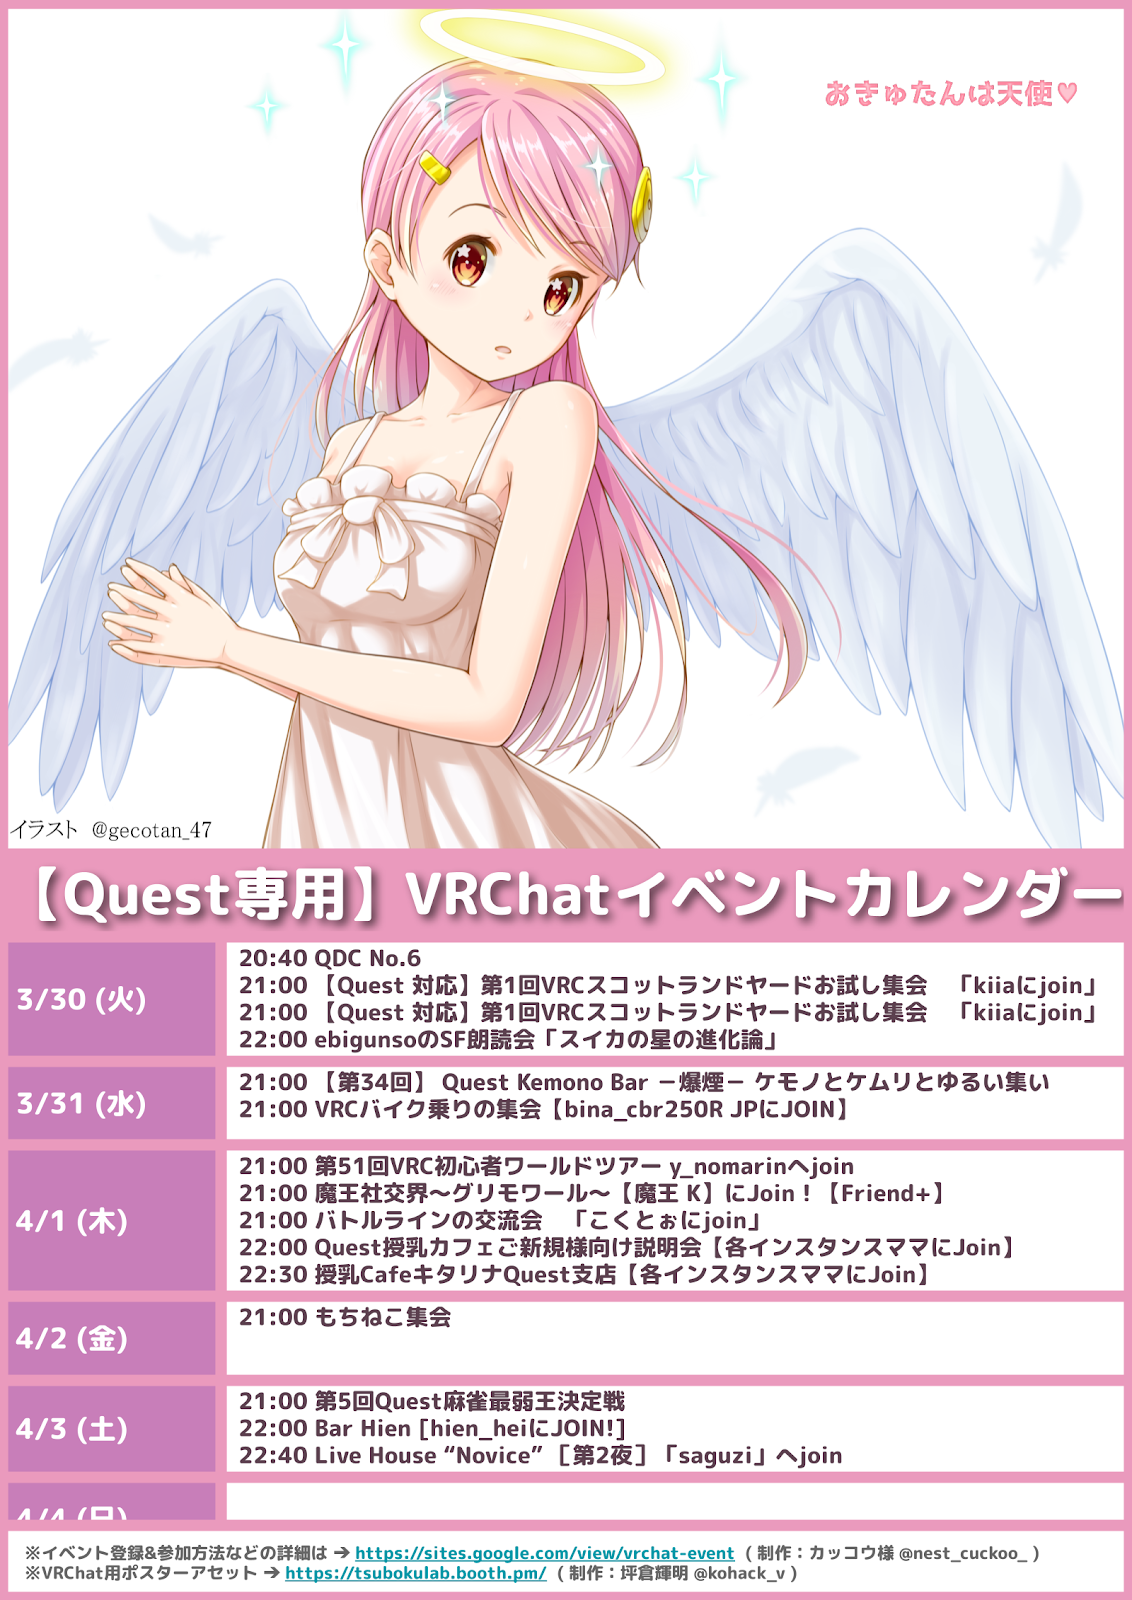 おきゅたんは天使♥
イラスト @gecotan_47
【Quest専用】VRChatイベントカレンダー
3/30 (火)
20:40 QDC No.6
21:00 【Quest 対応】第1回VRCスコットランドヤードお試し集会 「kiiaにjoin」
21:00 【Quest 対応】第1回VRCスコットランドヤードお試し集会 「kiiaにjoin」
22:00 ebigunsoのSF朗読会「スイカの星の進化論」
3/31 (水)
21:00 【第34回】 Quest Kemono Bar －爆煙－ ケモノとケムリとゆるい集い
21:00 VRCバイク乗りの集会【bina_cbr250R JPにJOIN】
4/1 (木)
21:00 第51回VRC初心者ワールドツアー y_nomarinへjoin
21:00 魔王社交界～グリモワール～【魔王 K】にJoin！【Friend+】
21:00 バトルラインの交流会 「こくとぉにjoin」
22:00 Quest授乳カフェご新規様向け説明会【各インスタンスママにJoin】
22:30 授乳CafeキタリナQuest支店【各インスタンスママにJoin】
4/2 (金)
21:00 もちねこ集会
4/3 (土)
21:00 第5回Quest麻雀最弱王決定戦
22:00 Bar Hien [hien_heiにJOIN!]
22:40 Live House “Novice” ［第2夜］「saguzi」へjoin
4/4 (日)
※イベント登録&参加方法などの詳細は ➔ https://sites.google.com/view/vrchat-event ( 制作：カッコウ様 @nest_cuckoo_ )
※VRChat用ポスターアセット ➔ https://tsubokulab.booth.pm/ ( 制作：坪倉輝明 @kohack_v )